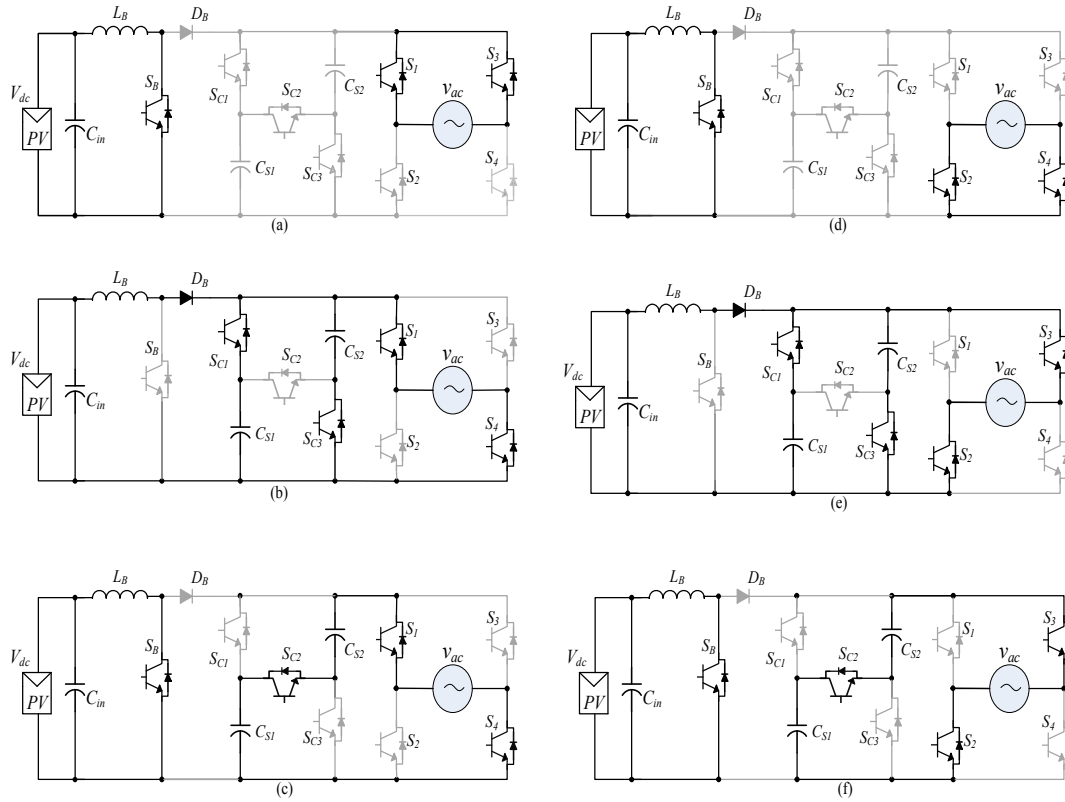 L_B D_B
S_3
S_1
S_C1 C_S2
S_B S_C2 v_ac
V_dc
PV C_in
C_S1 S_C3 S_2 S_4
(a)
L_B D_B
S_3
S_1
S_C1 C_S2
S_B S_C2 v_ac
V_dc
PV C_in
C_S1 S_C3 S_2 S_4
(d)
L_B D_B
S_3
S_1
S_B S_C1 S_C2 C_S2 v_ac
V_dc
PV C_in
C_S1 S_C3 S_2 S_4
(b)
L_B D_B
S_3
S_1
S_B S_C1 S_C2 C_S2 v_ac
V_dc
PV C_in
C_S1 S_C3 S_2 S_4
(e)
L_B D_B
S_3
S_1
S_B S_C1 S_C2 C_S2 v_ac
V_dc
PV C_in
C_S1 S_C3 S_2 S_4
(c)
L_B D_B
S_3
S_1
S_B S_C1 S_C2 C_S2 v_ac
V_dc
PV C_in
C_S1 S_C3 S_2 S_4
(f)